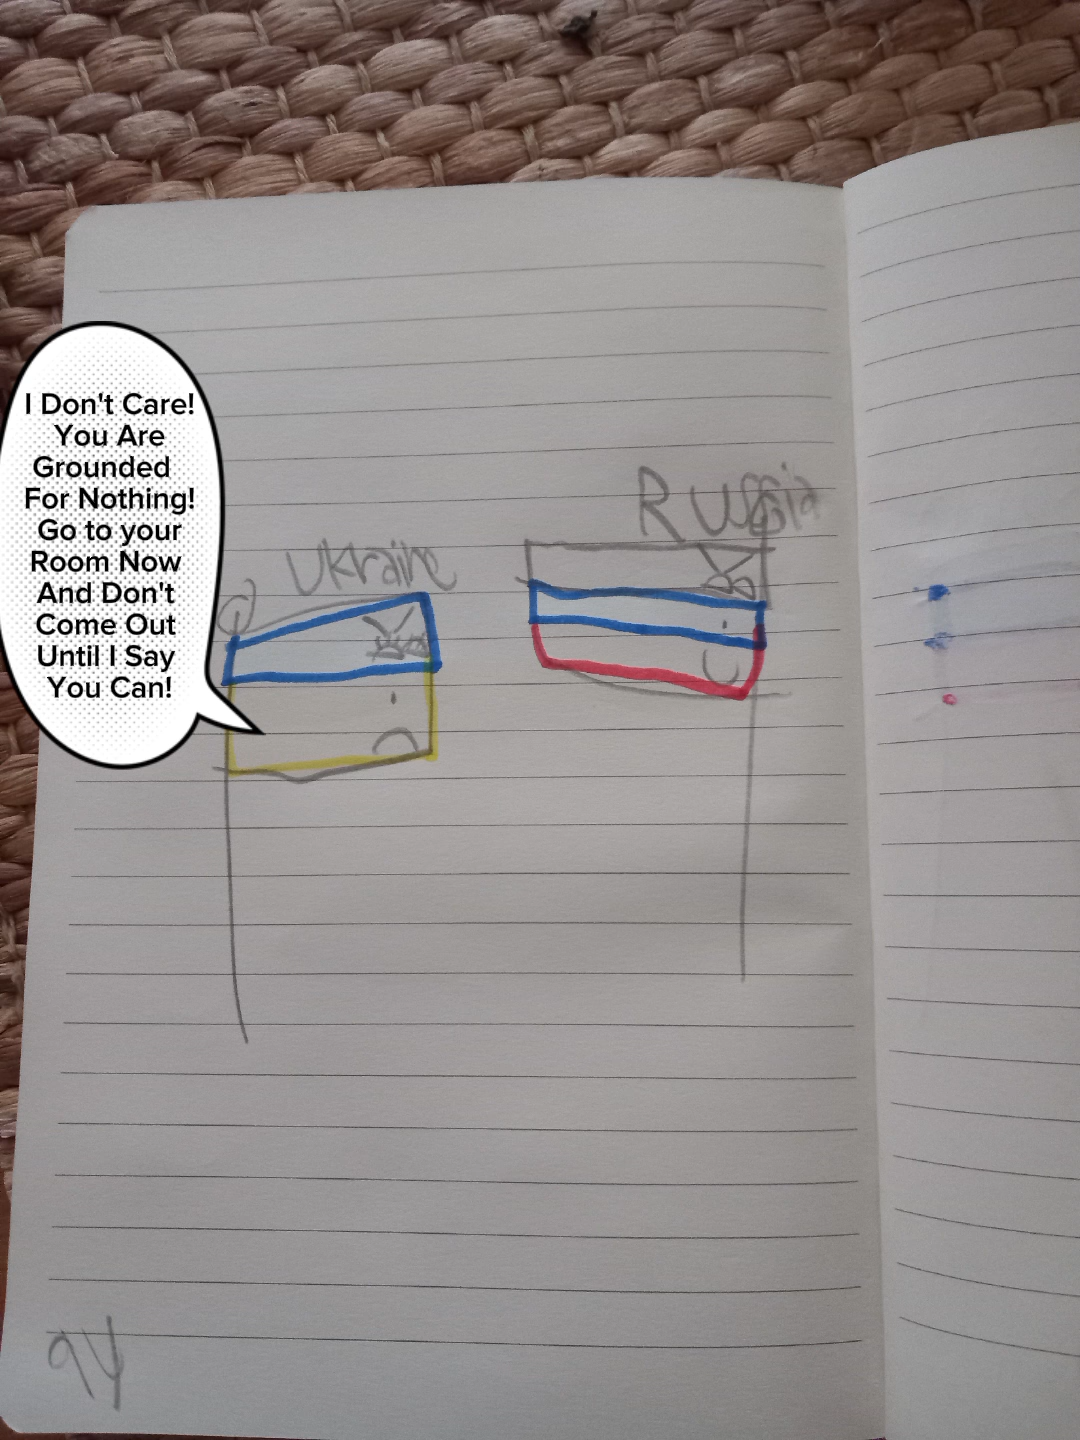 I Don't Care!
You Are
Grounded
For Nothing!
Go to your
Room Now
And Don't
Come Out
Until I Say
You Can!
Ukraine
Russia
94